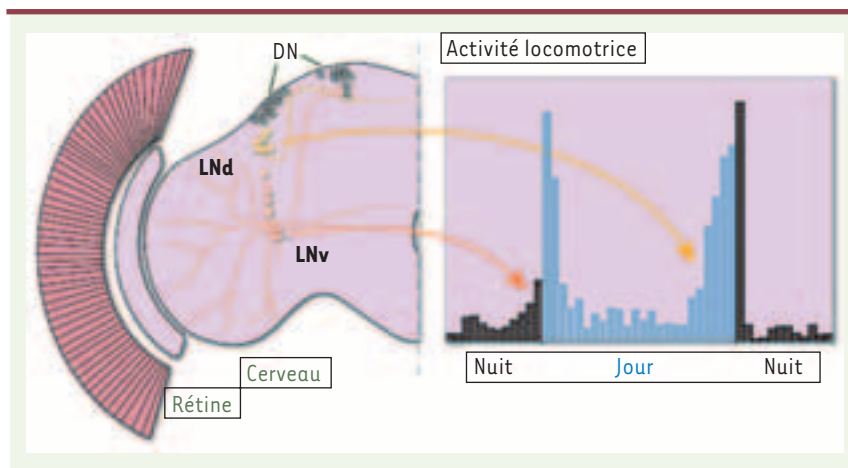 DN
Activité locomotrice
LNd
LNv
Nuit Jour Nuit
Cerveau
Rétine